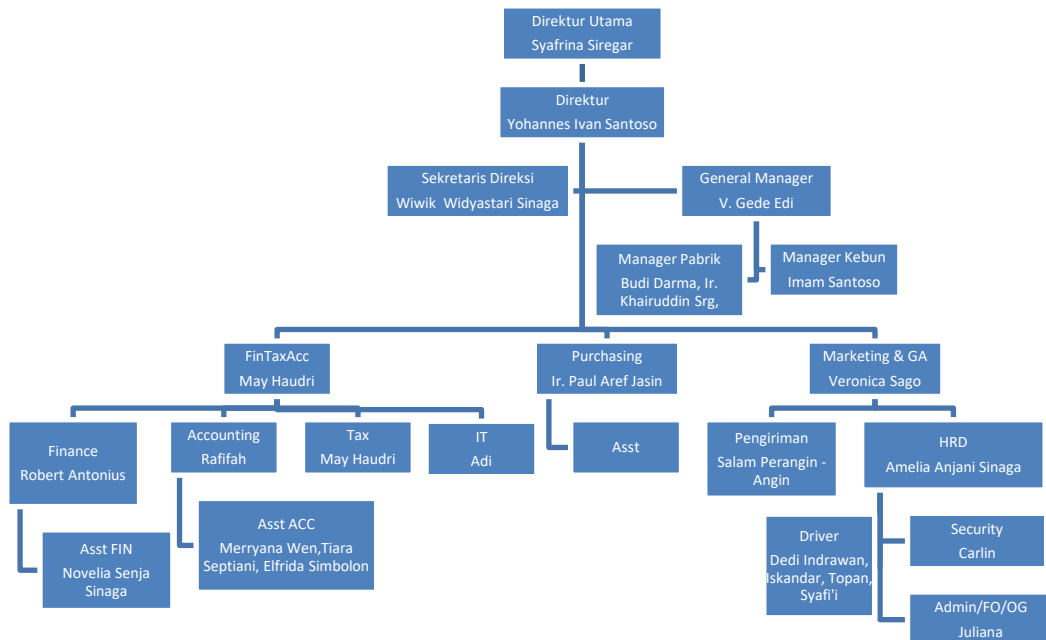 Direktur Utama
Syafrina Siregar
Direktur
Yohannes Ivan Santoso
Sekretaris Direksi
Wiwik  Widyastari Sinaga
General Manager
V. Gede Edi
Manager Pabrik
Budi Darma, Ir.
Khairuddin Srg,
Manager Kebun
Imam Santoso
FinTaxAcc
May Haudri
Purchasing
Ir. Paul Aref Jasin
Marketing & GA
Veronica Sago
Finance
Robert Antonius
Accounting
Rafifah
Tax
May Haudri
IT
Adi
Asst
Pengiriman
Salam Perangin -
Angin
HRD
Amelia Anjani Sinaga
Asst FIN
Novelia Senja
Sinaga
Asst ACC
Merryana Wen,Tiara
Septiani, Elfrida Simbolon
Driver
Dedi Indrawan,
Iskandar, Topan,
Syafi'i
Security
Carlin
Admin/FO/OG
Juliana